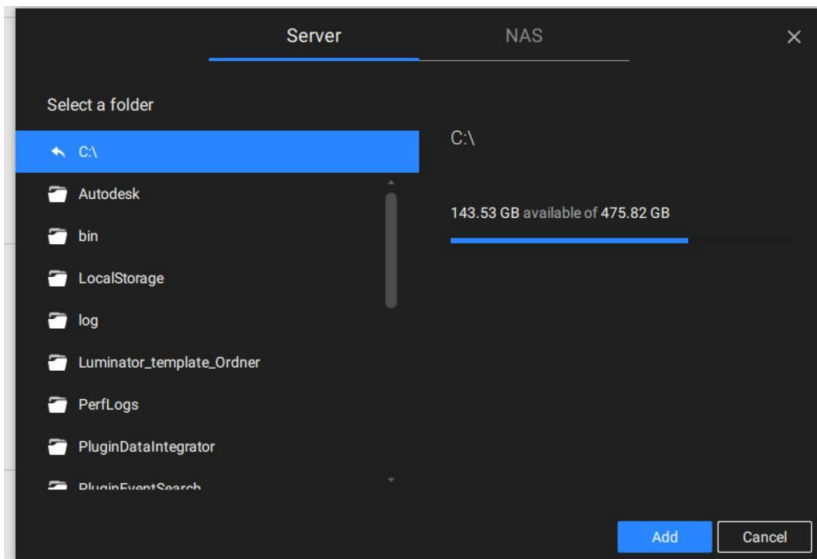 Server NAS
Select a folder
C:\
C:\
Autodesk
143.53 GB available of 475.82 GB
bin
LocalStorage
log
Luminator_template_Ordner
PerfLogs
PluginDataIntegrator
PluginEventSearch
Add Cancel